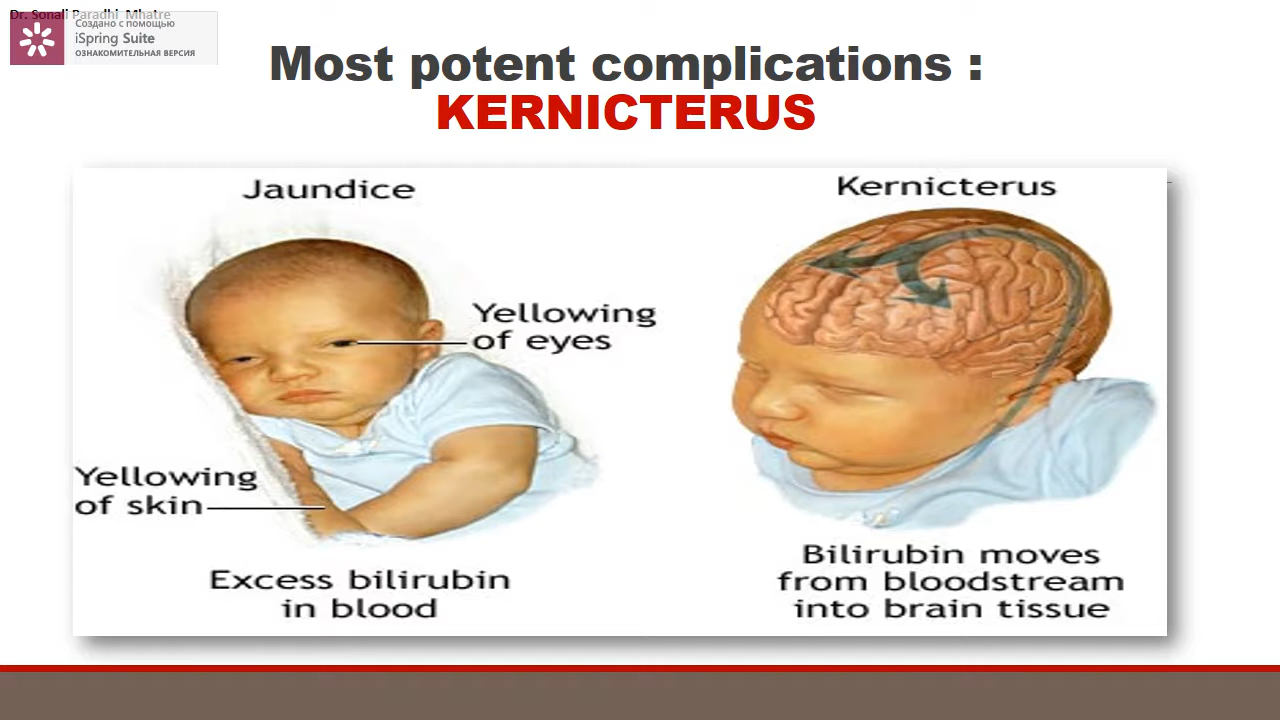 Dr. Sonali Paradhi Mhatre
Создано с помощью
iSpring Suite
ОЗНАКОМИТЕЛЬНАЯ ВЕРСИЯ
Most potent complications :
KERNICTERUS
Jaundice
Kernicterus
Yellowing
of eyes
Yellowing
of skin
Excess bilirubin
in blood
Bilirubin moves
from bloodstream
into brain tissue